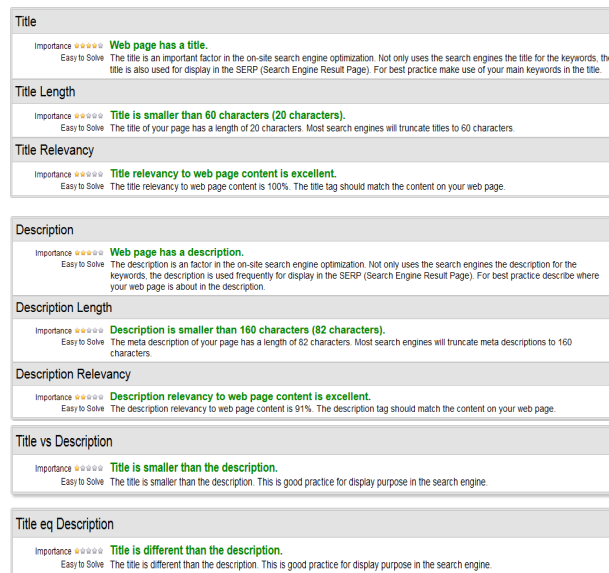 Title
Importance Web page has a title.
Easy to Solve The title is an important factor in the on-site search engine optimization. Not only uses the search engines the title for the keywords, the
title is also used for display in the SERP (Search Engine Result Page). For best practice make use of your main keywords in the title.
Title Length
Importance Title is smaller than 60 characters (20 characters).
Easy to Solve The title of your page has a length of 20 characters. Most search engines will truncate titles to 60 characters.
Title Relevancy
Importance Title relevancy to web page content is excellent.
Easy to Solve The title relevancy to web page content is 100%. The title tag should match the content on your web page.
Description
Importance Web page has a description.
Easy to Solve The description is an factor in the on-site search engine optimization. Not only uses the search engines the description for the
keywords, the description is used frequently for display in the SERP (Search Engine Result Page). For best practice describe where
your web page is about in the description.
Description Length
Importance Description is smaller than 160 characters (82 characters).
Easy to Solve The meta description of your page has a length of 82 characters. Most search engines will truncate meta descriptions to 160
characters.
Description Relevancy
Importance Description relevancy to web page content is excellent.
Easy to Solve The description relevancy to web page content is 91%. The description tag should match the content on your web page.
Title vs Description
Importance Title is smaller than the description.
Easy to Solve The title is smaller than the description. This is good practice for display purpose in the search engine.
Title eq Description
Importance Title is different than the description.
Easy to Solve The title is different than the description. This is good practice for display purpose in the search engine.